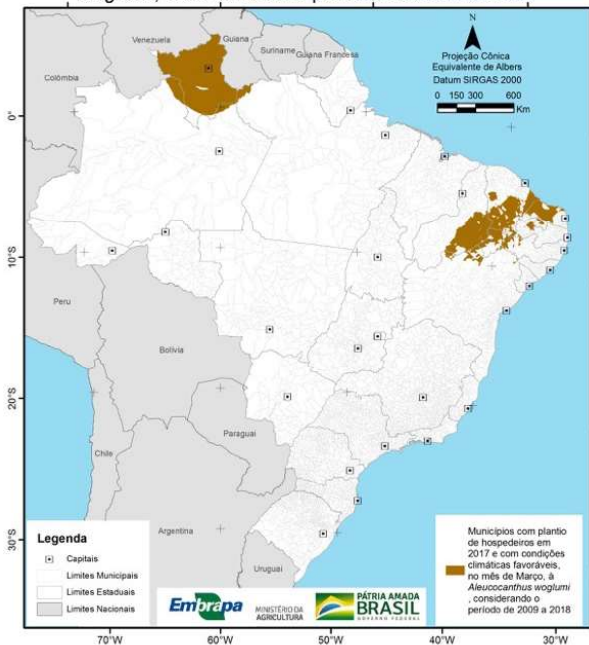 N
Projeção Cônica
Equivalente de Albers
Datum SIRGAS 2000
0 150 300 600
Km
Venezuela
Guiana
Suriname
Guiana Francesa
Colômbia
0°
10°S
Peru
Bolívia
20°S
Paraguai
Chile
Argentina
30°S
Uruguai
Legenda
Capitais
Limites Municipais
Limites Estaduais
Limites Nacionais
Embrapa
MINISTÉRIO DA
AGRICULTURA
PÁTRIA AMADA
BRASIL
GOVERNO FEDERAL
Municípios com plantio
de hospedeiros em
2017 e com condições
climáticas favoráveis,
no mês de Março, à
Aleucocanthus woglumi
, considerando o
período de 2009 a 2018
70°W 60°W 50°W 40°W 30°W